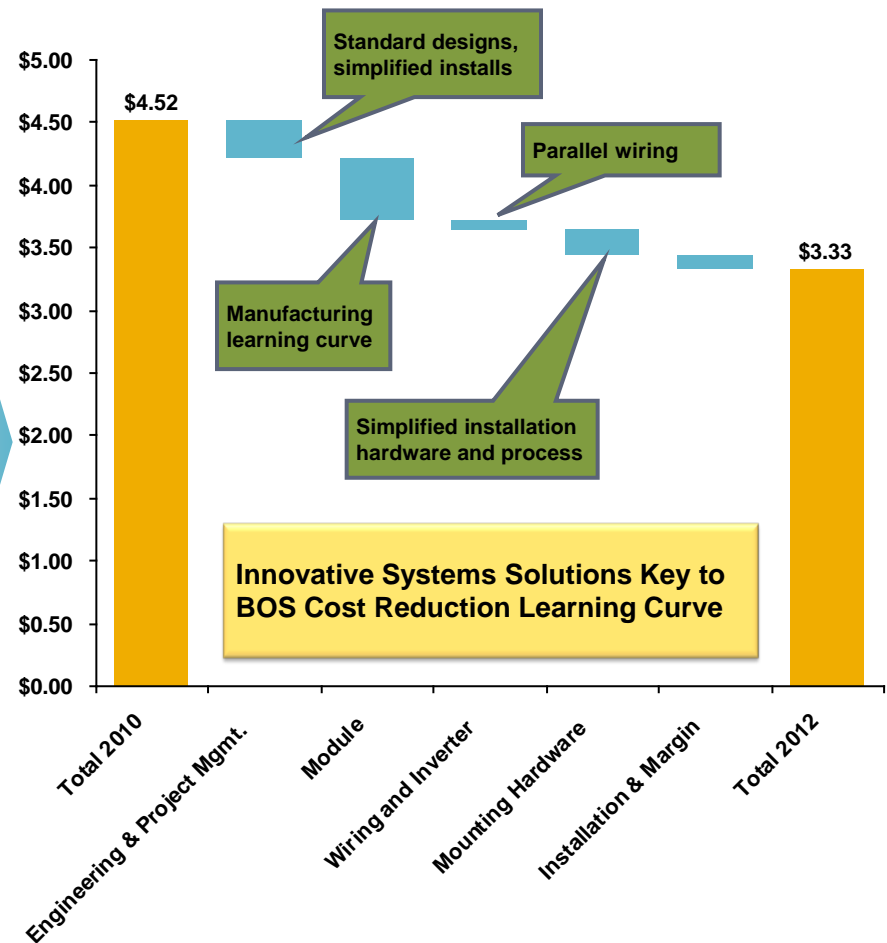 Standard designs,
simplified installs
$5.00
$4.52
$4.50
Parallel wiring
$4.00
$3.50
$3.33
Manufacturing
learning curve
$3.00
$2.50
Simplified installation
hardware and process
$2.00
$1.50
Innovative Systems Solutions Key to
BOS Cost Reduction Learning Curve
$1.00
$0.50
$0.00
Total 2010
Engineering & Project Mgmt.
Module
Wiring and Inverter
Mounting Hardware
Installation & Margin
Total 2012